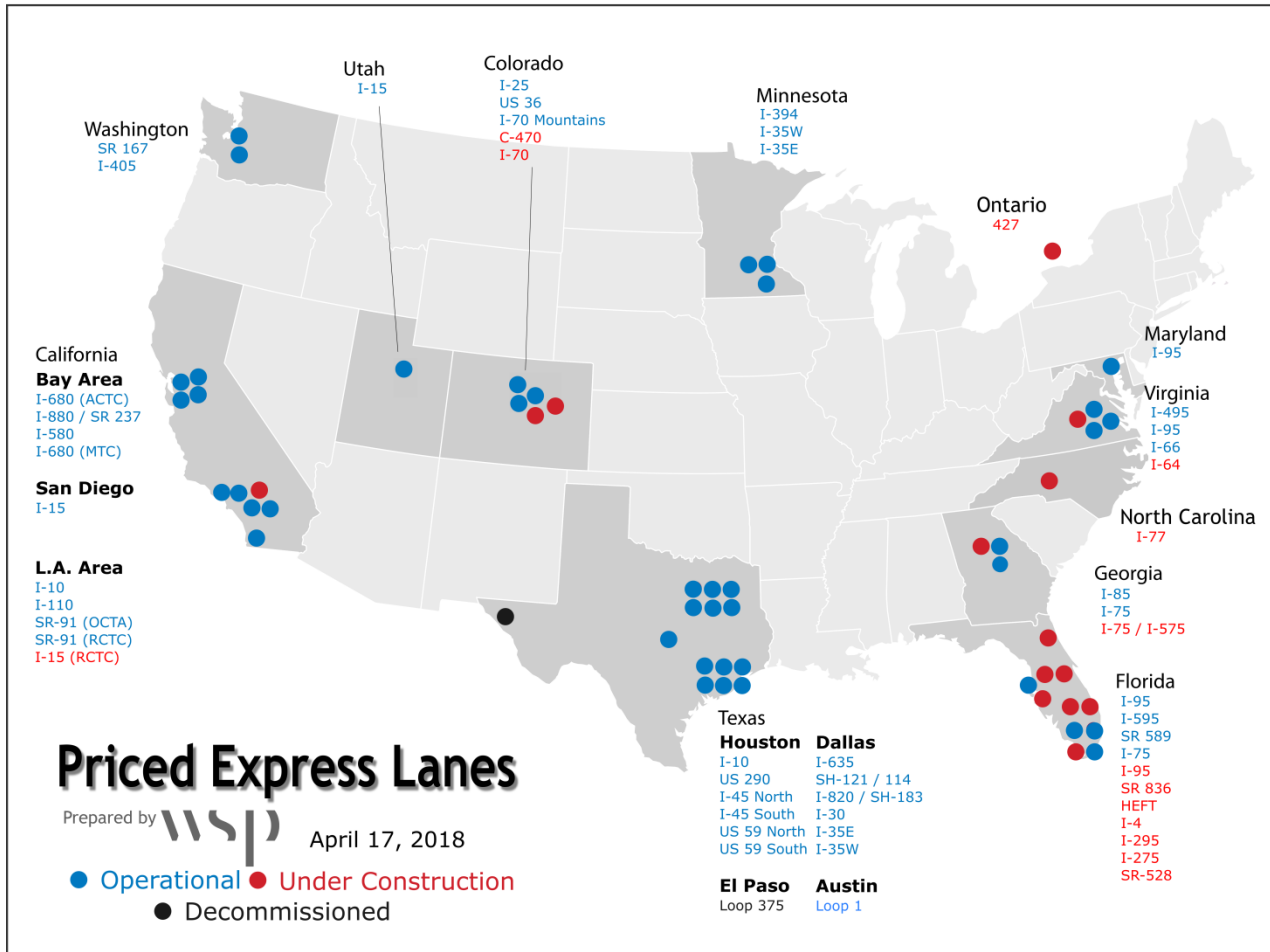 Utah
I-15
Colorado
I-25
US 36
I-70 Mountains
C-470
I-70
Minnesota
I-394
I-35W
I-35E
Washington
SR 167
I-405
Ontario
427
Maryland
I-95
Virginia
I-495
I-95
I-66
I-64
North Carolina
I-77
Georgia
I-85
I-75
I-75 / I-575
Florida
I-95
I-595
SR 589
I-75
I-95
SR 836
HEFT
I-4
I-295
I-275
SR-528
California
Bay Area
I-680 (ACTC)
I-880 / SR 237
I-580
I-680 (MTC)
San Diego
I-15
L.A. Area
I-10
I-110
SR-91 (OCTA)
SR-91 (RCTC)
I-15 (RCTC)
Texas
Houston
I-10
US 290
I-45 North
I-45 South
US 59 North
US 59 South
Dallas
I-635
SH-121 / 114
I-820 / SH-183
I-30
I-35E
I-35W
El Paso
Loop 375
Austin
Loop 1
Priced Express Lanes
Prepared by wsp
April 17, 2018
Operational
Under Construction
Decommissioned